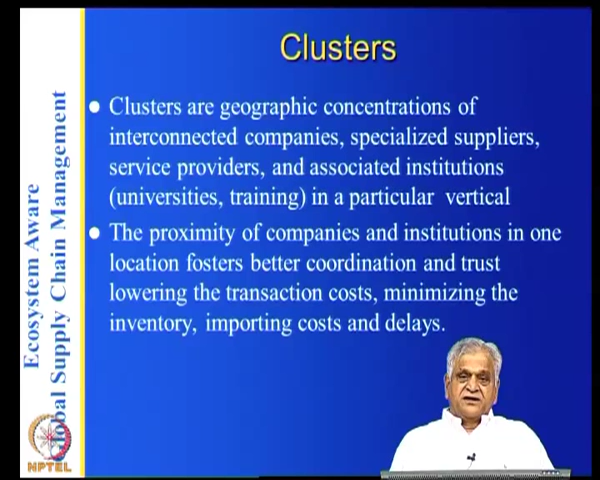 Clusters
Clusters are geographic concentrations of
interconnected companies, specialized suppliers,
service providers, and associated institutions
(universities, training) in a particular vertical
The proximity of companies and institutions in one
location fosters better coordination and trust
lowering the transaction costs, minimizing the
inventory, importing costs and delays.
Ecosystem Aware
Global Supply Chain Management
NPTEL